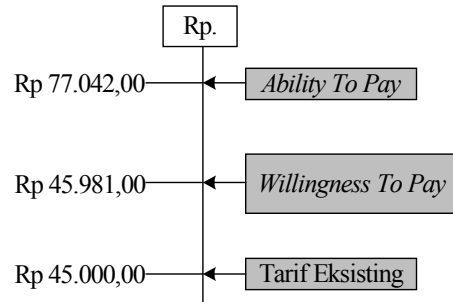 Rp.
Rp 77.042,00 Ability To Pay
Rp 45.981,00 Willingness To Pay
Rp 45.000,00 Tarif Eksisting